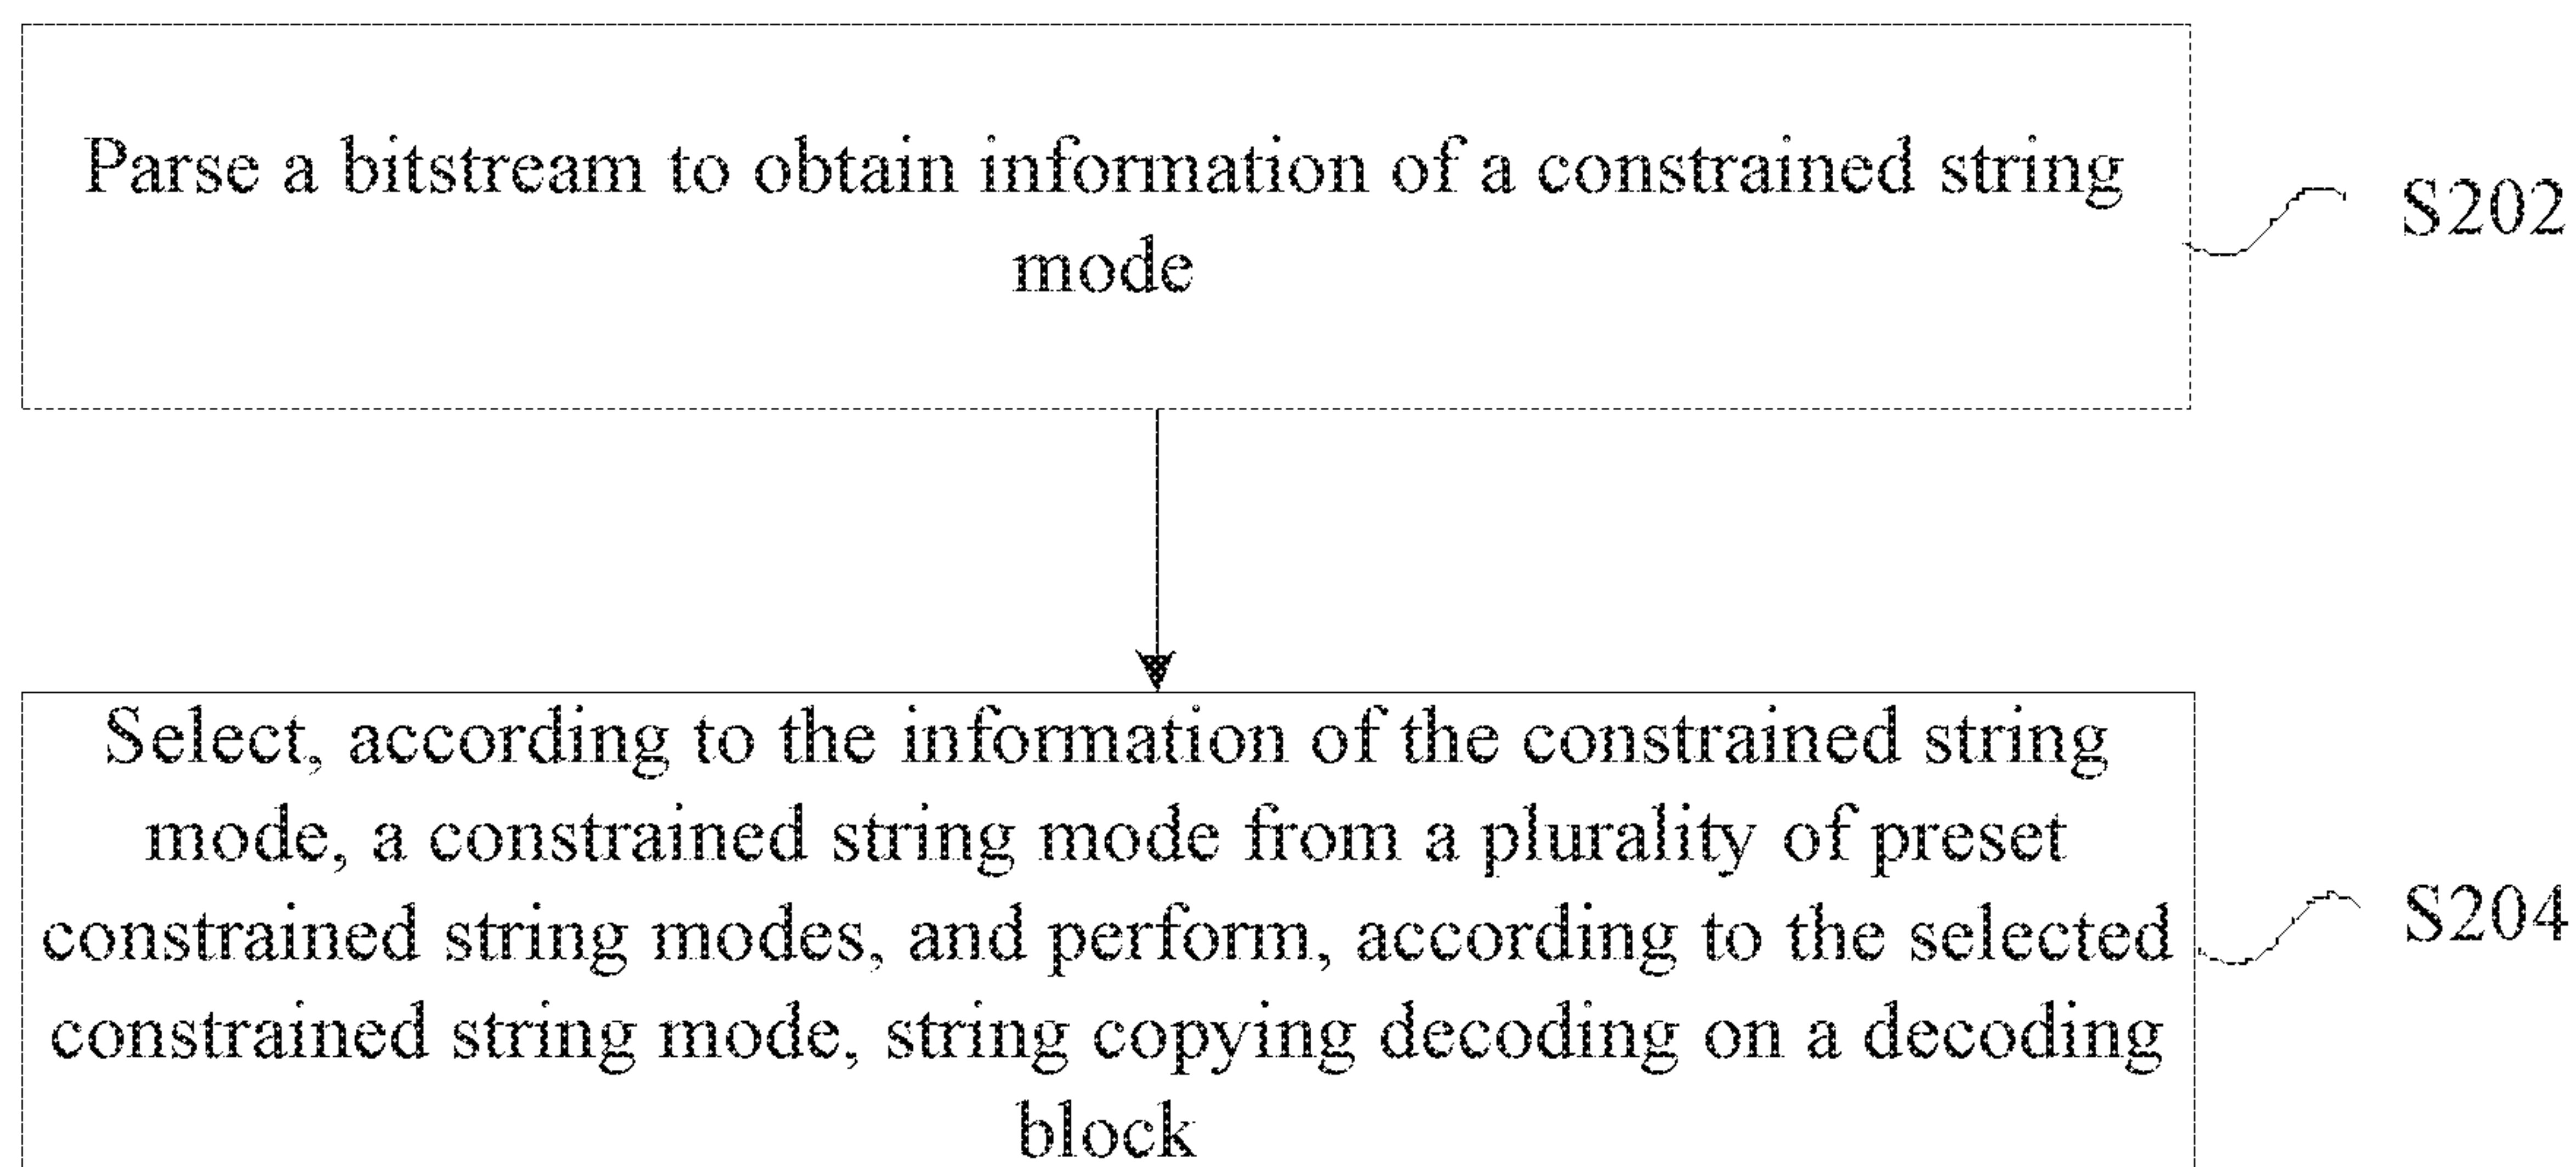 Parse a bitstream to obtain information of a constrained string
mode
S202
Select, according to the information of the constrained string
mode, a constrained string mode from a plurality of preset
constrained string modes, and perform, according to the selected
constrained string mode, string copying decoding on a decoding
block
S204